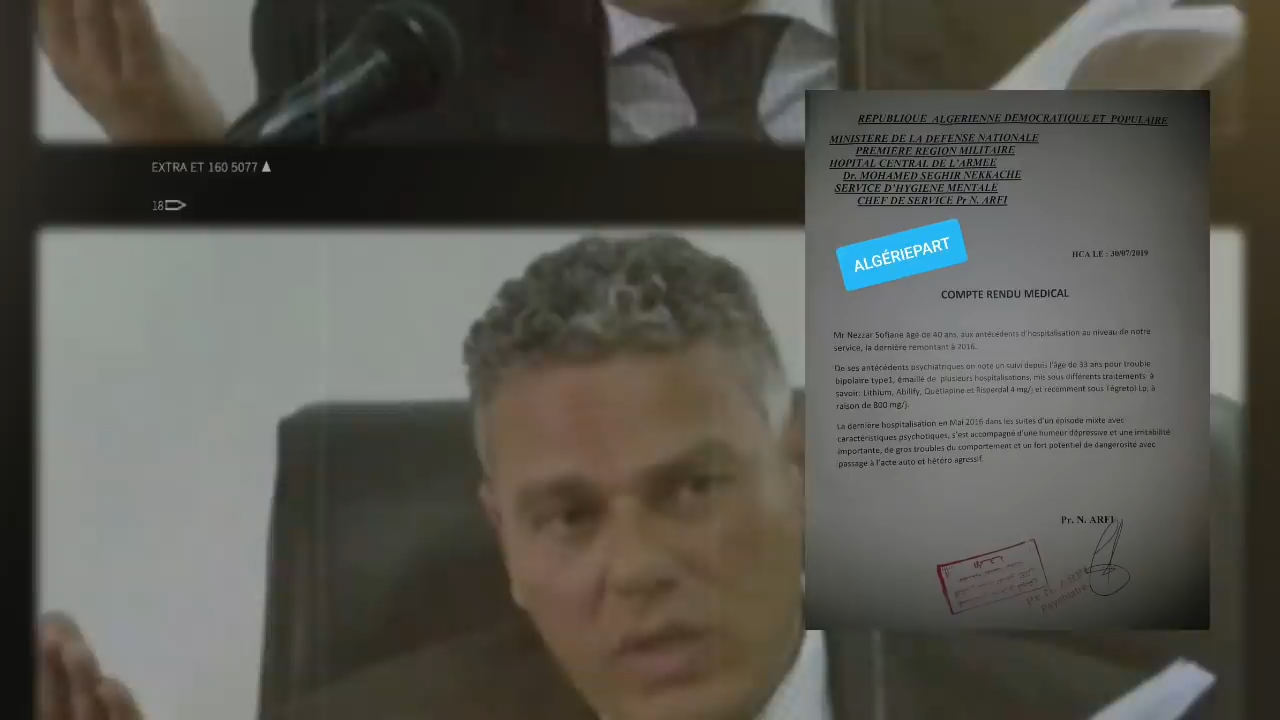 EXTRA ET 160 5077
18
REPUBLIQUE ALGERIENNE DEMOCRATIQUE ET POPULAIRE
MINISTERE DE LA DEFENSE NATIONALE
PREMIERE REGION MILITAIRE
HOPITAL CENTRAL DE L'ARMEE
Dr. MOHAMED SEGHIR NEKKACHE
SERVICE D'HYGIENE MENTALE
CHEF DE SERVICE Pr N. ARFI
ALGÉRIEPART
HCA LE : 30/07/2019
COMPTE RENDU MEDICAL
Mr Nezzar Sofiane âgé de 40 ans, aux antécédents d'hospitalisation au niveau de notre
service, la dernière remontant à 2016.
De ses antécédents psychiatriques on note un suivi depuis l'âge de 33 ans pour trouble
bipolaire type1, émaillé de plusieurs hospitalisations, mis sous différents traitements à
savoir: Lithium, Abilify, Quétiapine et Risperdal 4 mg/j et récemment sous Tégretol Lp, à
raison de 800 mg/j.
La dernière hospitalisation en Mai 2016 dans les suites d'un épisode mixte avec
caractéristiques psychotiques, s'est accompagné d'une humeur dépressive et une irritabilité
importante, de gros troubles du comportement et un fort potentiel de dangerosité avec
passage à l'acte auto et hétéro agressif.
Pr. N. ARFI
Pr N. ARFI
Psychiatrie